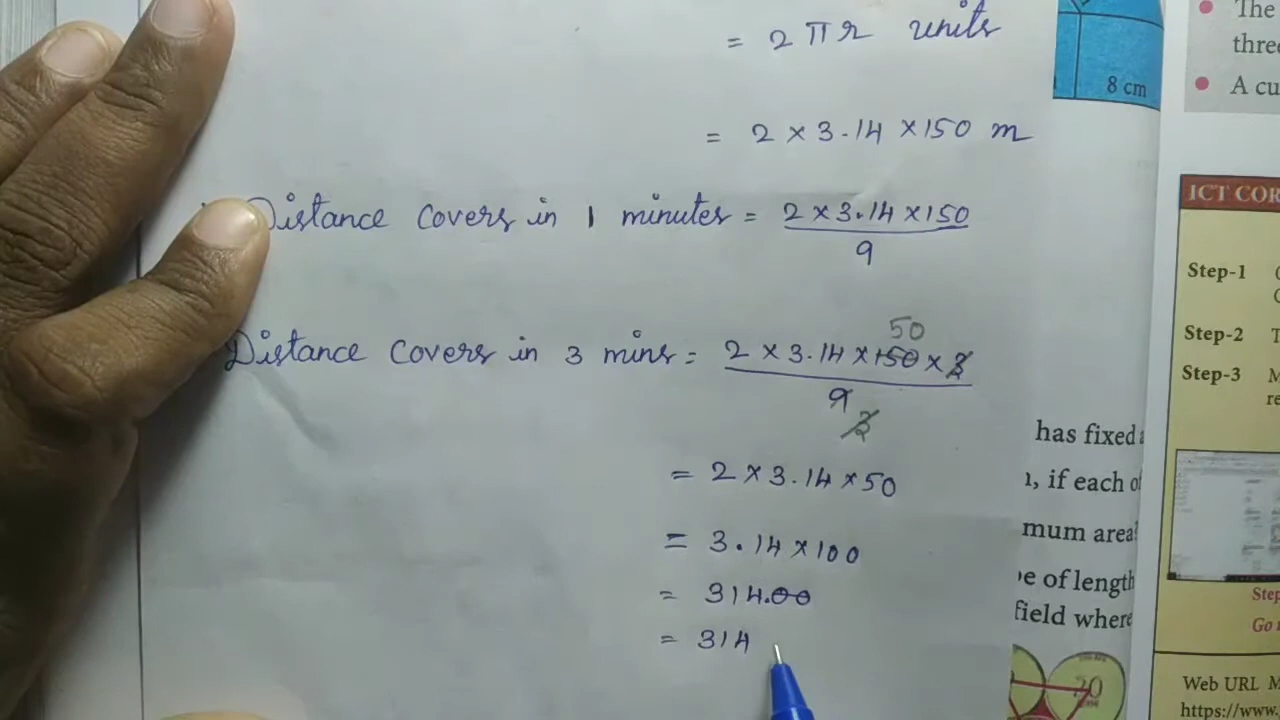 = 2πr units
= 2 × 3.14 × 150 m
Distance covers in 1 minutes = 2 × 3.14 × 150
9
Distance covers in 3 mins = 2 × 3.14 × 150 × 3
50
9
3
= 2 × 3.14 × 50
= 3.14 × 100
= 314.00
= 314
8 cm
• The
three
• A cu
ICT COR
Step-1
Step-2 T
Step-3 M
re
has fixed
, if each of
mum area
e of length
field where
Step
Go
Web URL M
https://www.